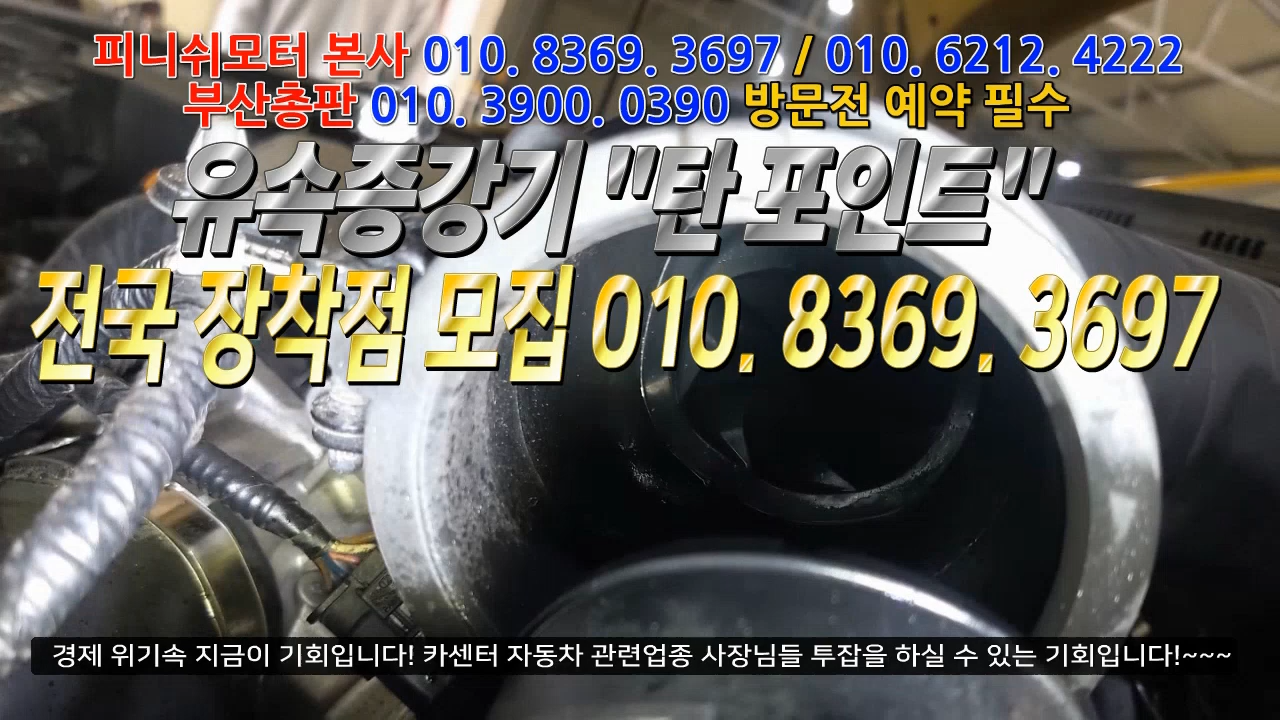 피니쉬모터 본사 010. 8369. 3697 / 010. 6212. 4222
부산총판 010. 3900. 0390 방문전 예약 필수
유속증강기 "탄 포인트"
전국 장착점 모집 010. 8369. 3697
경제 위기속 지금이 기회입니다! 카센터 자동차 관련업종 사장님들 투잡을 하실 수 있는 기회입니다!~~~